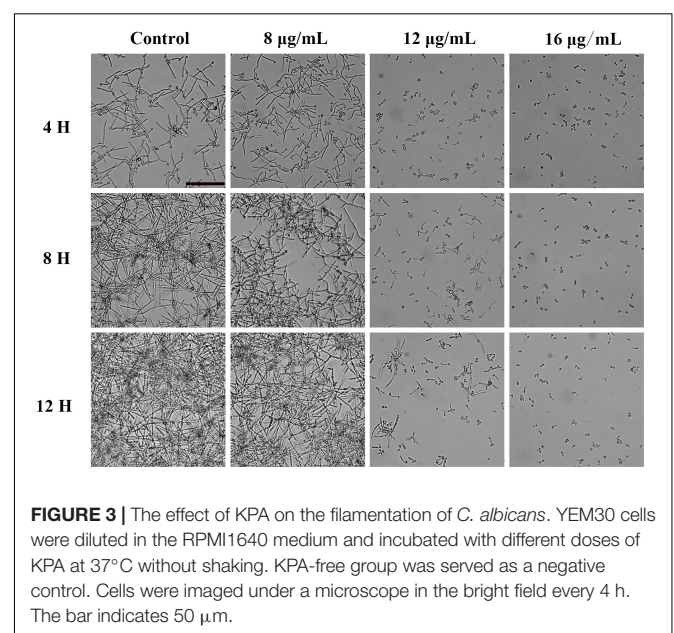 Control 8 μg/mL 12 μg/mL 16 μg/mL
4 H
8 H
12 H
FIGURE 3 | The effect of KPA on the filamentation of C. albicans. YEM30 cells
were diluted in the RPMI1640 medium and incubated with different doses of
KPA at 37°C without shaking. KPA-free group was served as a negative
control. Cells were imaged under a microscope in the bright field every 4 h.
The bar indicates 50 μm.